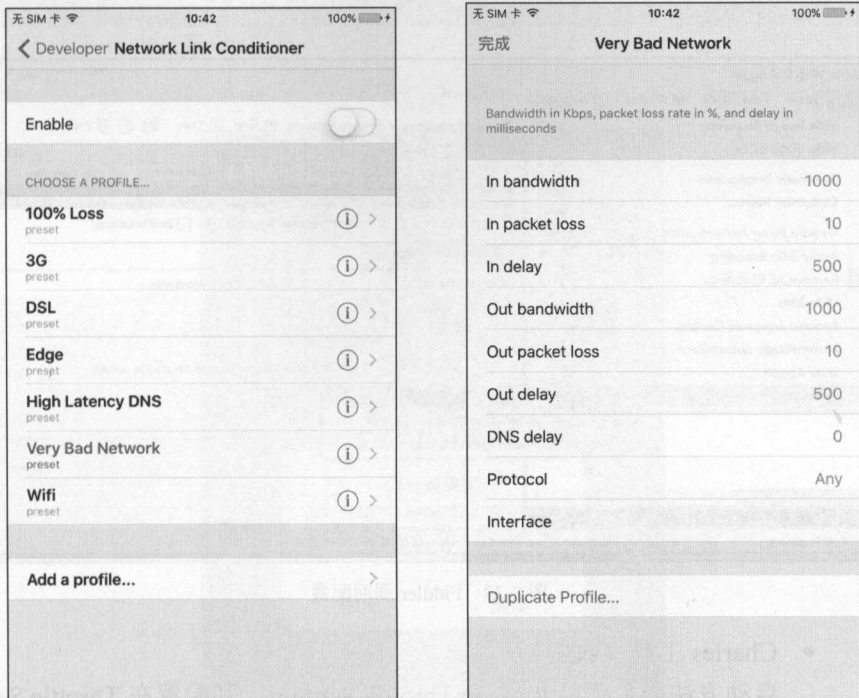 无 SIM 卡 10:42 100%
Developer Network Link Conditioner
Enable
CHOOSE A PROFILE...
100% Loss
preset
3G
preset
DSL
preset
Edge
preset
High Latency DNS
preset
Very Bad Network
preset
Wifi
preset
Add a profile...
无 SIM 卡 10:42 100%
完成 Very Bad Network
Bandwidth in Kbps, packet loss rate in %, and delay in
milliseconds
In bandwidth 1000
In packet loss 10
In delay 500
Out bandwidth 1000
Out packet loss 10
Out delay 500
DNS delay 0
Protocol Any
Interface
Duplicate Profile...